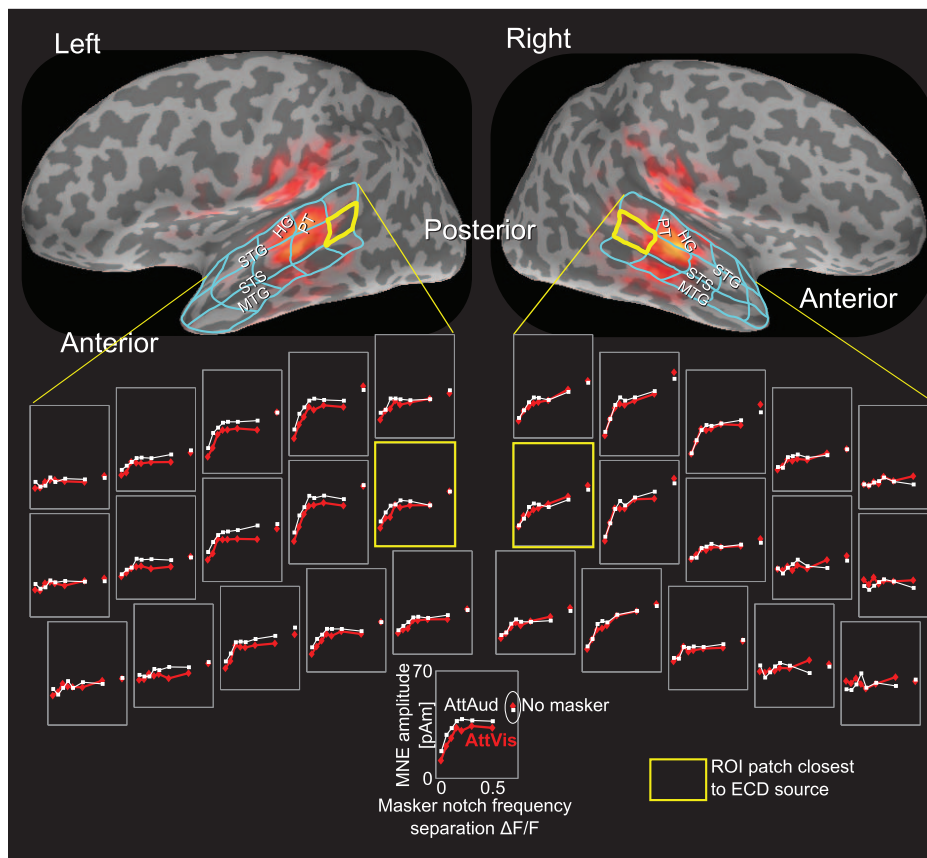 Left
Right
HG
PT
STG
STS
MTG
Posterior
PT
HG
STG
STS
MTG
Anterior
Anterior
70
MNE amplitude
[pAm]
AttAud
No masker
AttVis
0
0
0.5
Masker notch frequency
separation ΔF/F
ROI patch closest
to ECD source